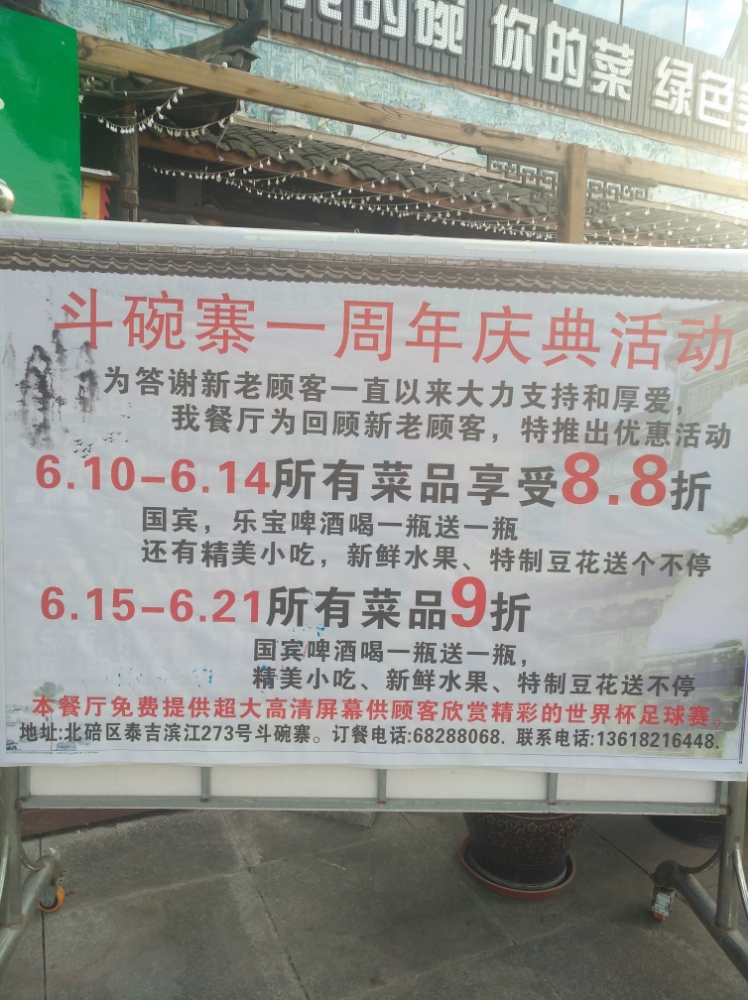 的碗 你的菜 绿色
斗碗寨一周年庆典活动
为答谢新老顾客一直以来大力支持和厚爱，
我餐厅为回顾新老顾客，特推出优惠活动
6.10-6.14所有菜品享受8.8折
国宾，乐宝啤酒喝一瓶送一瓶
还有精美小吃，新鲜水果、特制豆花送个不停
6.15-6.21所有菜品9折
国宾啤酒喝一瓶送一瓶，
精美小吃、新鲜水果、特制豆花送不停
本餐厅免费提供超大高清屏幕供顾客欣赏精彩的世界杯足球赛。
地址:北碚区泰吉滨江273号斗碗寨。订餐电话:68288068. 联系电话:13618216448.